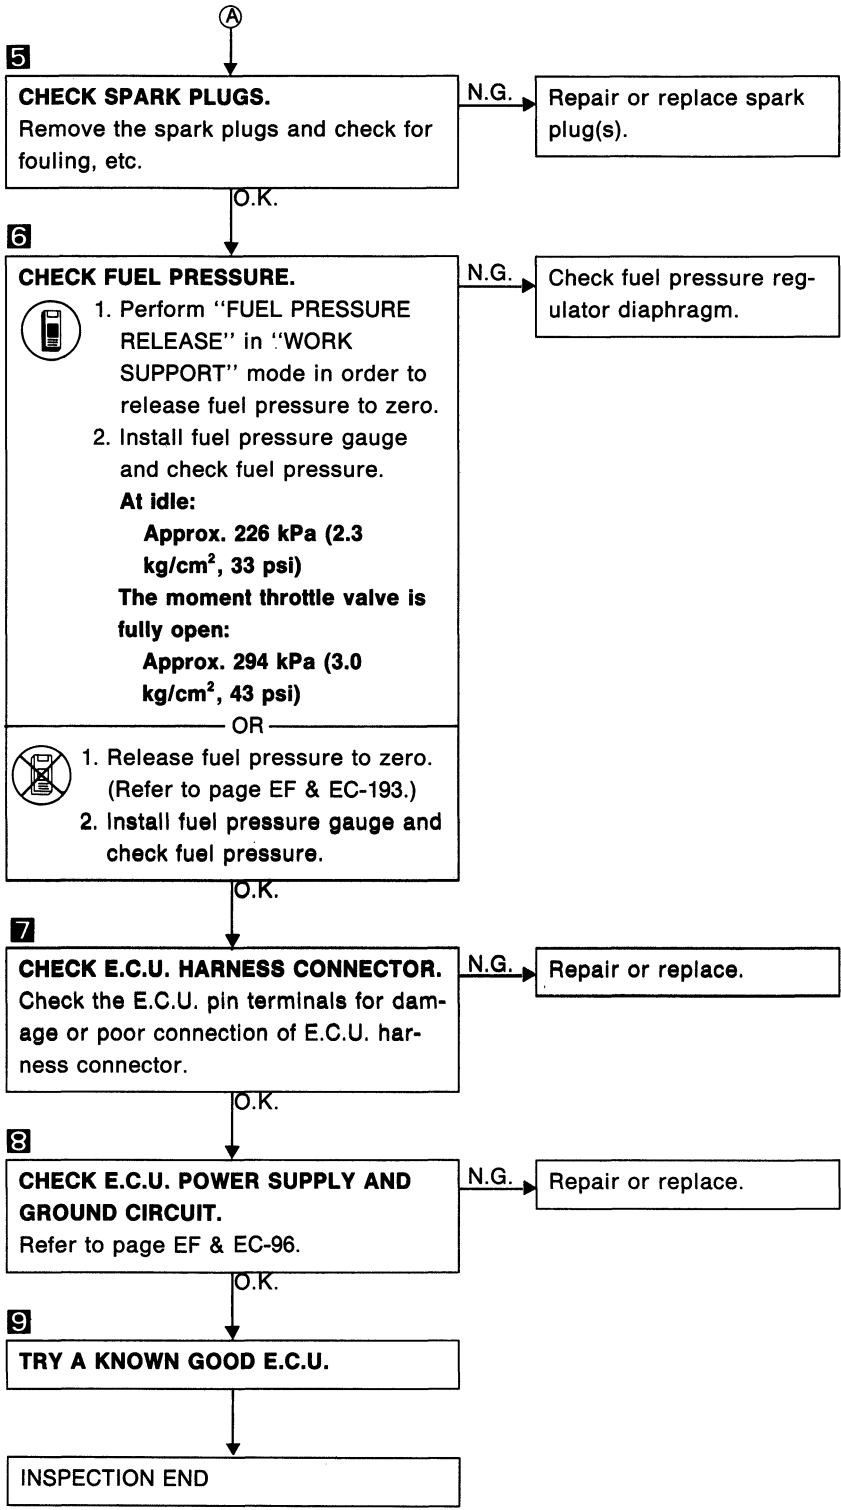 A
5
CHECK SPARK PLUGS.
Remove the spark plugs and check for
fouling, etc.
N.G.
Repair or replace spark
plug(s).
O.K.
6
CHECK FUEL PRESSURE.
1. Perform "FUEL PRESSURE
RELEASE" in "WORK
SUPPORT" mode in order to
release fuel pressure to zero.
2. Install fuel pressure gauge
and check fuel pressure.
At idle:
Approx. 226 kPa (2.3
kg/cm², 33 psi)
The moment throttle valve is
fully open:
Approx. 294 kPa (3.0
kg/cm², 43 psi)
OR
1. Release fuel pressure to zero.
(Refer to page EF & EC-193.)
2. Install fuel pressure gauge and
check fuel pressure.
N.G.
Check fuel pressure reg-
ulator diaphragm.
O.K.
7
CHECK E.C.U. HARNESS CONNECTOR.
Check the E.C.U. pin terminals for dam-
age or poor connection of E.C.U. har-
ness connector.
N.G.
Repair or replace.
O.K.
8
CHECK E.C.U. POWER SUPPLY AND
GROUND CIRCUIT.
Refer to page EF & EC-96.
N.G.
Repair or replace.
O.K.
9
TRY A KNOWN GOOD E.C.U.
INSPECTION END